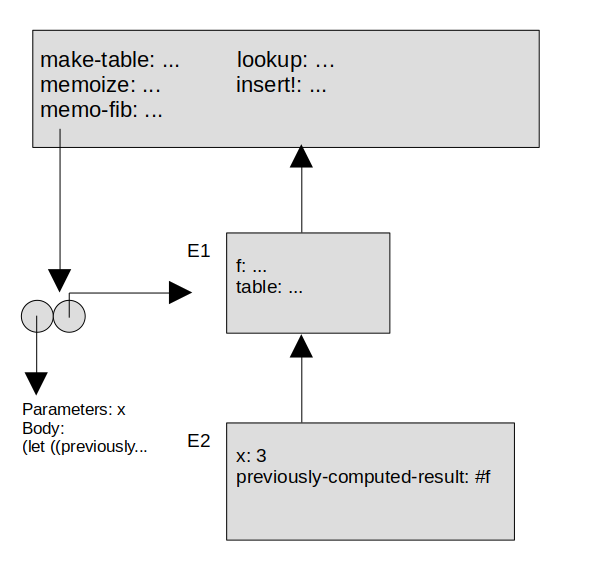 make-table: ...
lookup: ...
memoize: ...
insert!: ...
memo-fib: ...
E1
f: ...
table: ...
Parameters: x
Body:
(let ((previously...
E2
x: 3
previously-computed-result: #f